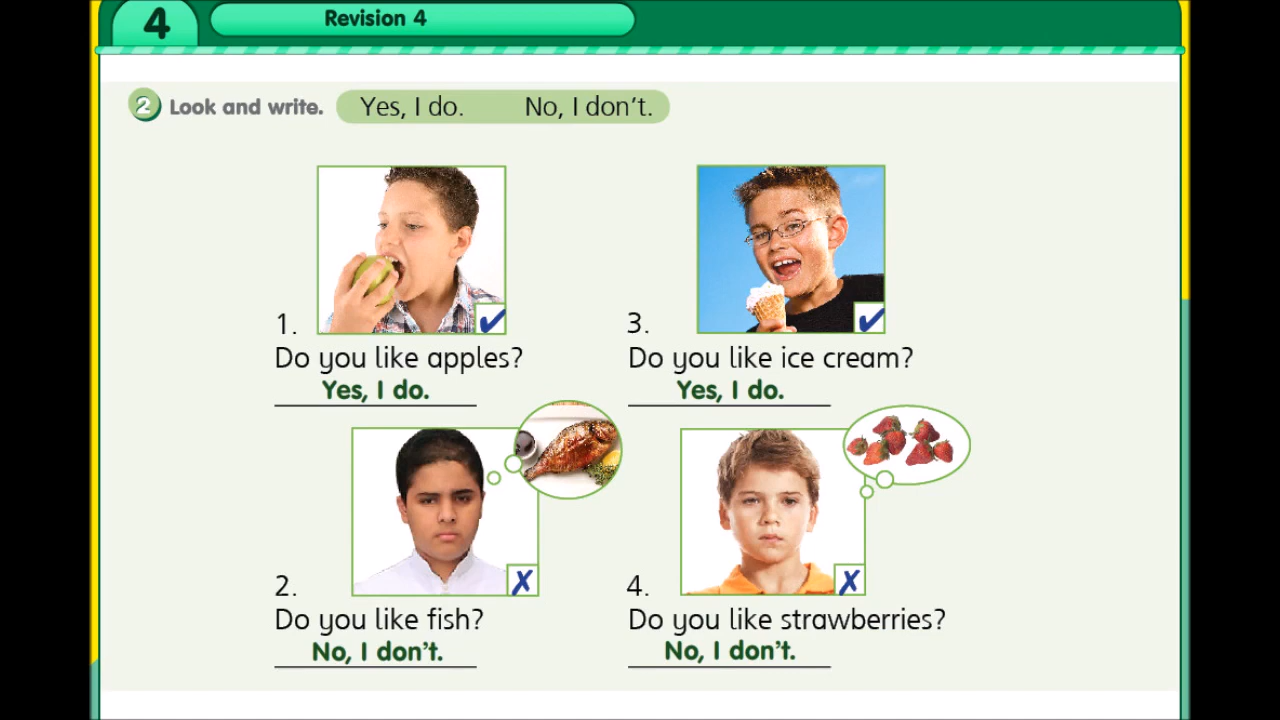 4
Revision 4
2 Look and write. Yes, I do. No, I don't.
1.
Do you like apples?
Yes, I do.
2.
Do you like fish?
No, I don't.
3.
Do you like ice cream?
Yes, I do.
4.
Do you like strawberries?
No, I don't.